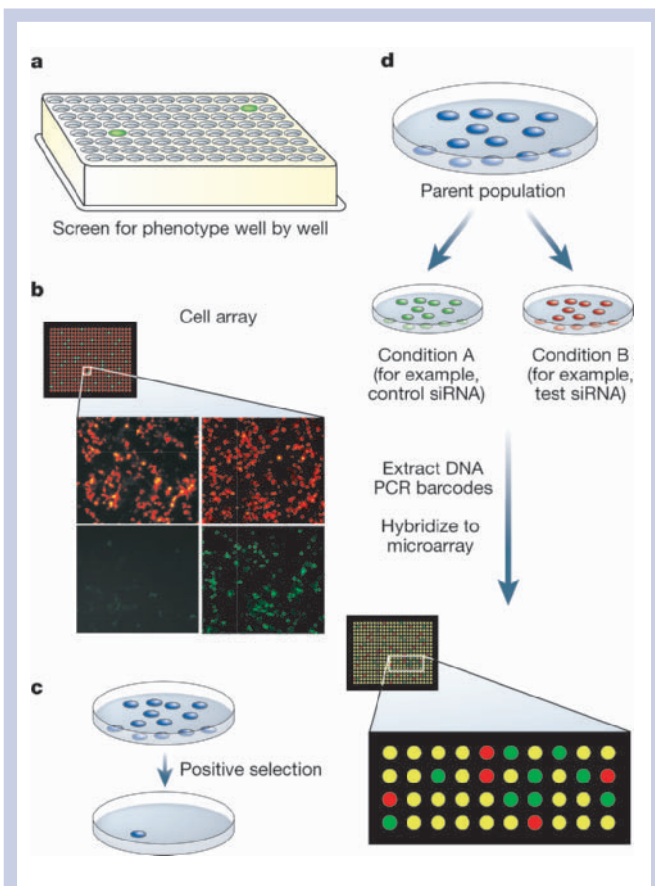 a
Screen for phenotype well by well
b
Cell array
c
Positive selection
d
Parent population
Condition A
(for example,
control siRNA)
Condition B
(for example,
test siRNA)
Extract DNA
PCR barcodes
Hybridize to
microarray